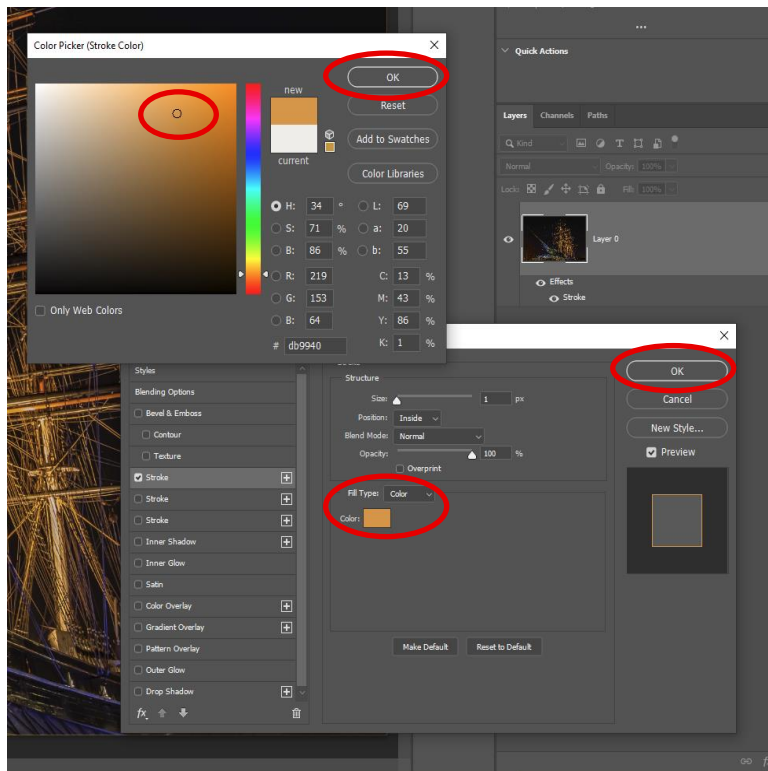 Color Picker (Stroke Color)
OK
new
Reset
Add to Swatches
current
Color Libraries
H: 34 ° L: 69
S: 71 % a: 20
B: 86 % b: 55
R: 219 C: 13 %
G: 153 M: 43 %
B: 64 Y: 86 %
# db9940 K: 1 %
Only Web Colors
Quick Actions
Layers Channels Paths
Kind
Normal Opacity: 100%
Lock: Fill: 100%
Layer 0
Effects
Stroke
Styles
Blending Options
Bevel & Emboss
Contour
Texture
Stroke
Stroke
Stroke
Inner Shadow
Inner Glow
Satin
Color Overlay
Gradient Overlay
Pattern Overlay
Outer Glow
Drop Shadow
fx
Structure
Size: 1 px
Position: Inside
Blend Mode: Normal
Opacity: 100 %
Overprint
Fill Type: Color
Color:
Make Default Reset to Default
OK
Cancel
New Style...
Preview